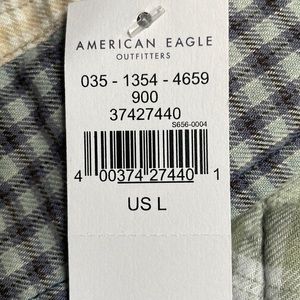 AMERICAN EAGLE
OUTFITTERS
035 - 1354 - 4659
900
37427440
S656-0004
4 00374 27440 1
US L